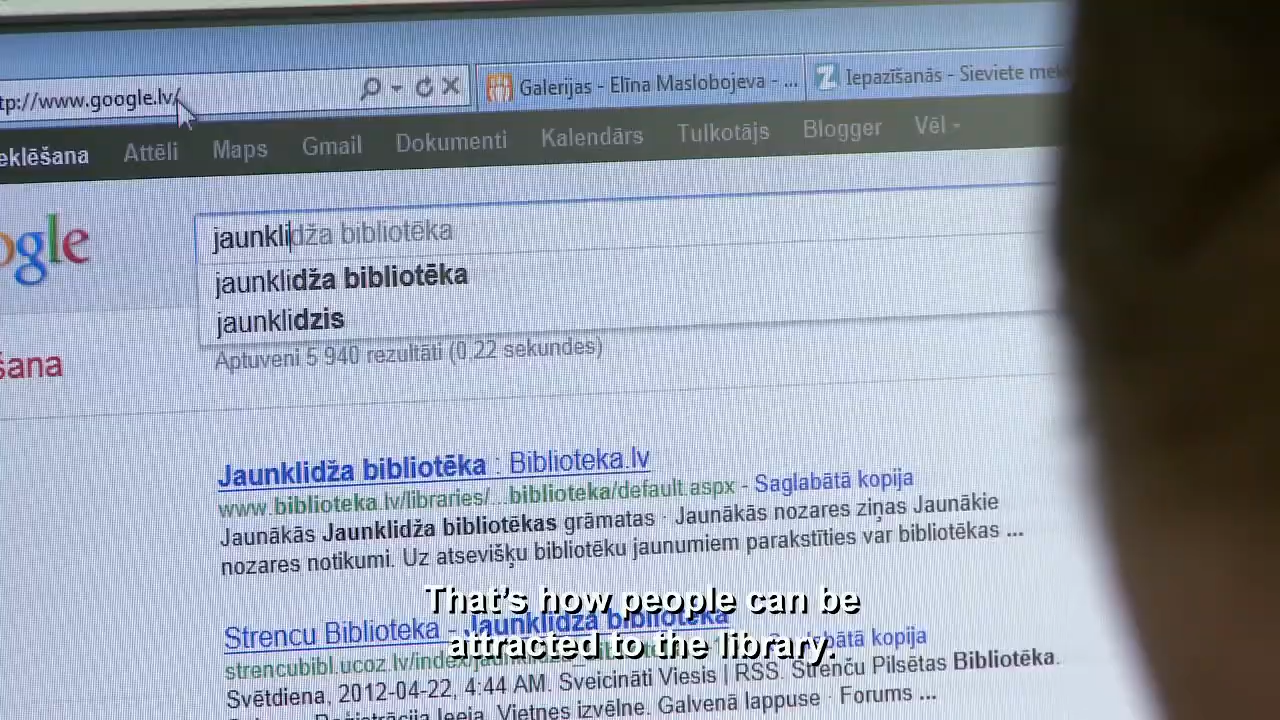 tp://www.google.lv/
Galerijas - Elīna Maslobojeva - ...
Iepazīšanās - Sieviete mek
eklēšana Attēli Maps Gmail Dokumenti Kalendārs Tulkotājs Blogger Vēl
ogle
jaunklidža bibliotēka
jaunklidža bibliotēka
jaunklidzis
Aptuveni 5 940 rezultāti (0,22 sekundes)
šana
Jaunklidža bibliotēka : Biblioteka.lv
www.biblioteka.lv/libraries/...biblioteka/default.aspx - Saglabātā kopija
Jaunākās Jaunklidža bibliotēkas grāmatas · Jaunākās nozares ziņas Jaunākie
nozares notikumi. Uz atsevišķu bibliotēku jaunumiem parakstīties var bibliotēkas ...
That's how people can be
attracted to the library.
Strencu Biblioteka - Jaunklidža bibliotēka
strencubibl.ucoz.lv/index/
Svētdiena, 2012-04-22, 4:44 AM. Sveicināti Viesis | RSS. Strenču Pilsētas Bibliotēka.
Vietnes izvēlne. Galvenā lappuse · Forums ...